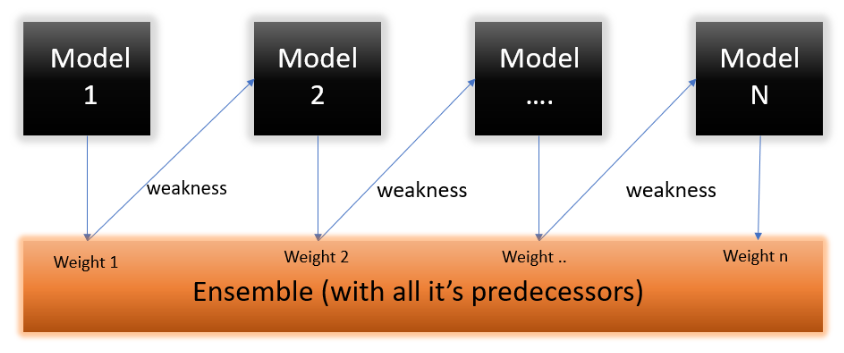 Model
1
Model
2
Model
....
Model
N
weakness
weakness
weakness
Weight 1
Weight 2
Weight ..
Weight n
Ensemble (with all it's predecessors)